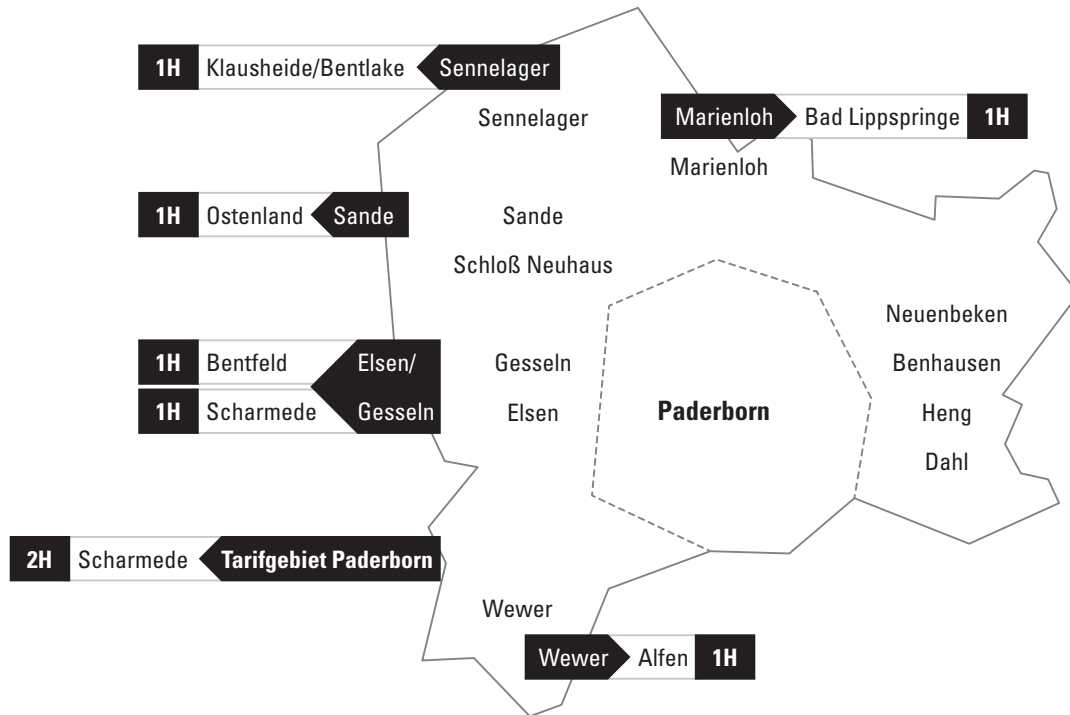 1H Klausheide/Bentlake Sennelager
Sennelager
Marienloh Bad Lippspringe 1H
Marienloh
1H Ostenland Sande
Sande
Schloß Neuhaus
Neuenbeken
1H Bentfeld Elsen/
Gesseln
Benhausen
1H Scharmede Gesseln
Elsen
Paderborn
Heng
Dahl
2H Scharmede Tarifgebiet Paderborn
Wewer
Wewer Alfen 1H